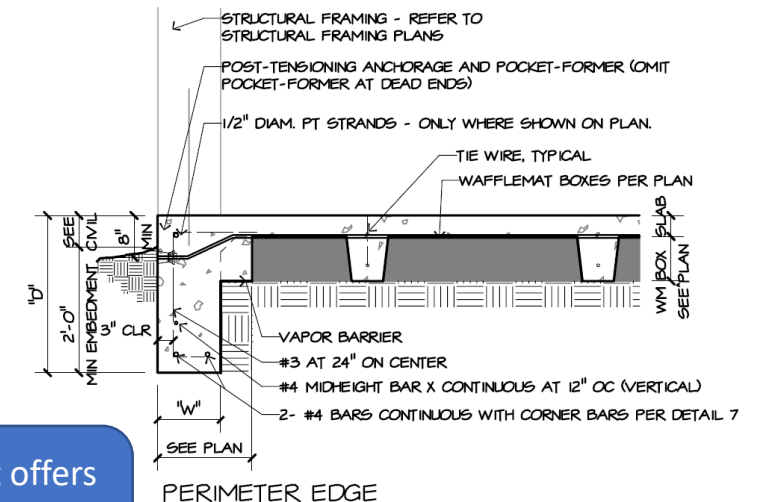 STRUCTURAL FRAMING - REFER TO
STRUCTURAL FRAMING PLANS
POST-TENSIONING ANCHORAGE AND POCKET-FORMER (OMIT
POCKET-FORMER AT DEAD ENDS)
1/2" DIAM. PT STRANDS - ONLY WHERE SHOWN ON PLAN.
TIE WIRE, TYPICAL
WAFFLEMAT BOXES PER PLAN
"D"
SEE
CIVIL
8"
MIN
2'-0"
MIN EMBEDMENT
3" CLR
SLAB
WM BOX
SEE PLAN
VAPOR BARRIER
#3 AT 24" ON CENTER
#4 MIDHEIGHT BAR X CONTINUOUS AT 12" OC (VERTICAL)
2- #4 BARS CONTINUOUS WITH CORNER BARS PER DETAIL 7
"W"
SEE PLAN
offers
PERIMETER EDGE